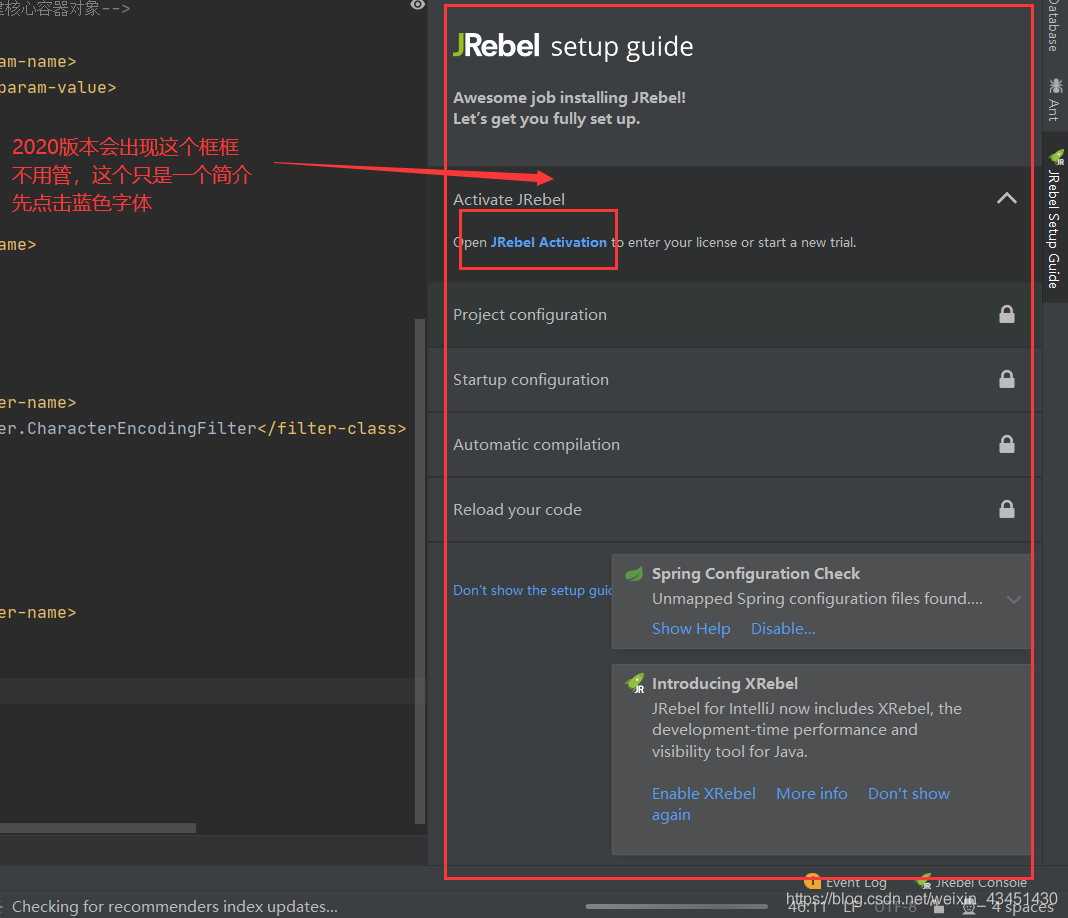 建核心容器对象-->
am-name>
param-value>
2020版本会出现这个框框
不用管，这个只是一个简介
先点击蓝色字体
ame>
er-name>
er.CharacterEncodingFilter</filter-class>
er-name>
JRebel setup guide
Awesome job installing JRebel!
Let's get you fully set up.
Activate JRebel
Open JRebel Activation to enter your license or start a new trial.
Project configuration
Startup configuration
Automatic compilation
Reload your code
Don't show the setup guid
Spring Configuration Check
Unmapped Spring configuration files found....
Show Help Disable...
JR
Introducing XRebel
JRebel for IntelliJ now includes XRebel, the
development-time performance and
visibility tool for Java.
Enable XRebel More info Don't show
again
Database
Ant
JR
JRebel Setup Guide
1 Event Log JRebel Console
Checking for recommenders index updates...
46:11 LF UTF-8 4 spaces
https://blog.csdn.net/weixin_43451430